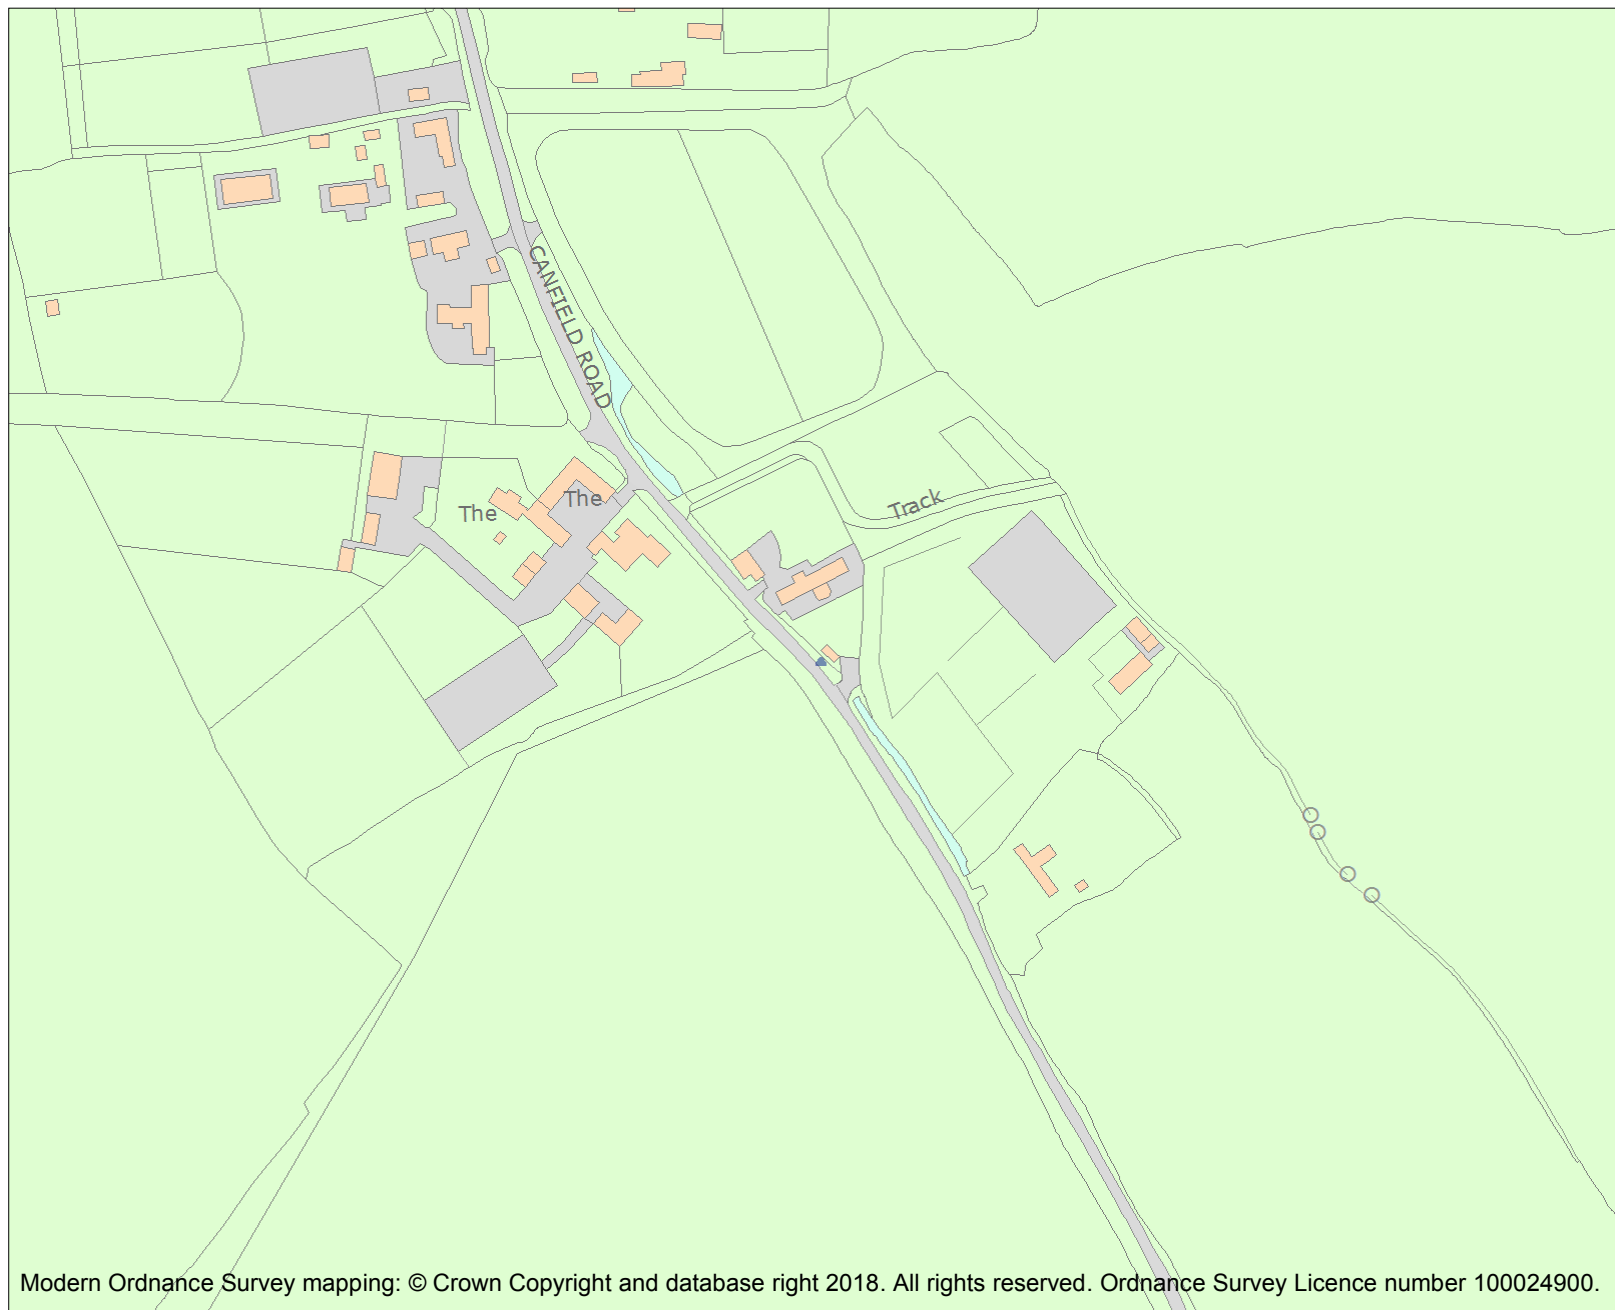 CANFIELD ROAD
The
The
Track
Modern Ordnance Survey mapping: © Crown Copyright and database right 2018. All rights reserved. Ordnance Survey Licence number 100024900.